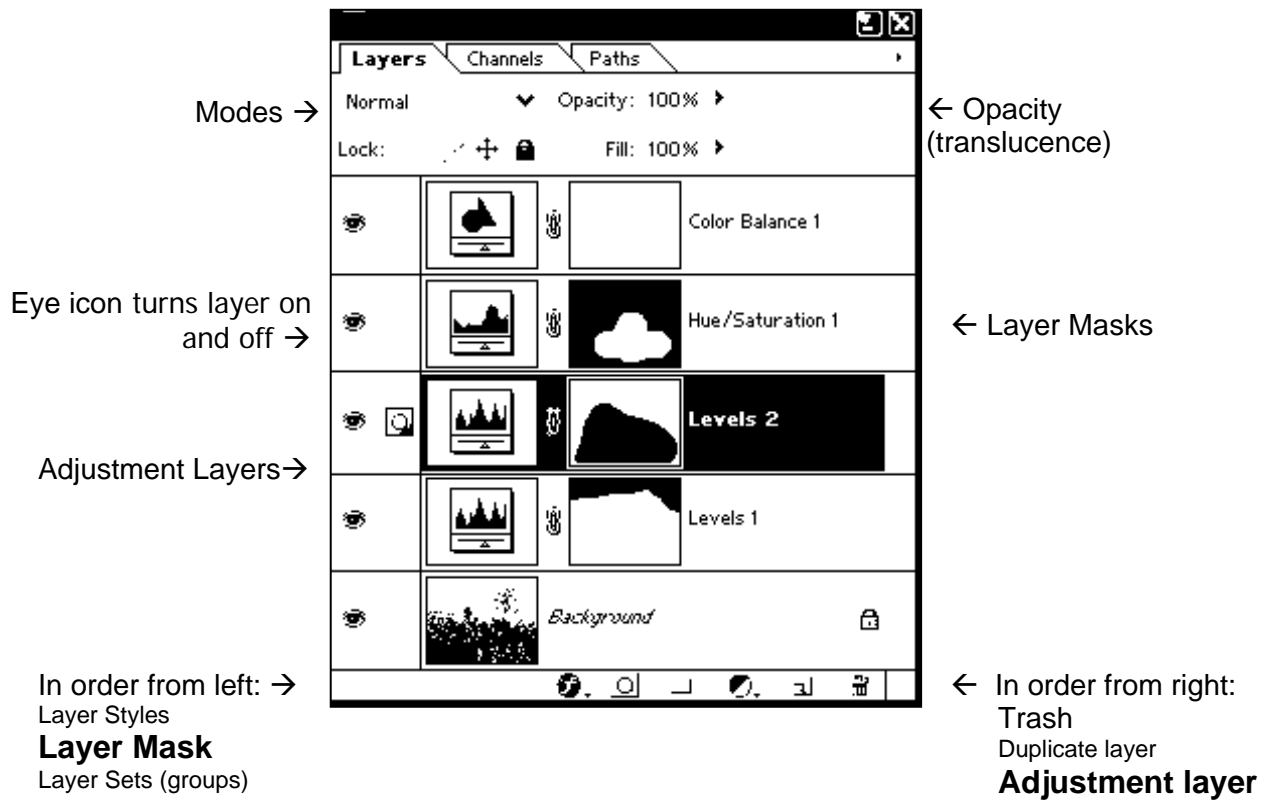 Layers Channels Paths
Modes → Normal Opacity: 100% ← Opacity
(translucence)
Lock: Fill: 100%
Color Balance 1
Eye icon turns layer on
and off →
Hue/Saturation 1
← Layer Masks
Levels 2
Adjustment Layers→
Levels 1
Background
In order from left: →
Layer Styles
Layer Mask
Layer Sets (groups)
← In order from right:
Trash
Duplicate layer
Adjustment layer